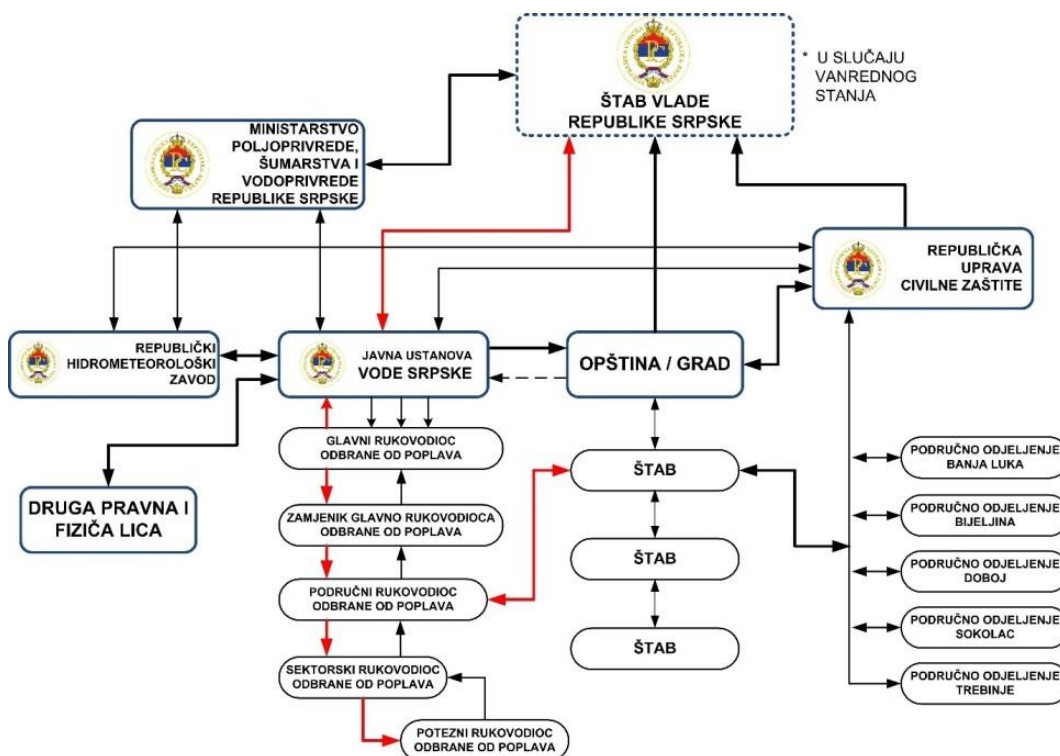 * U SLUČAJU
VANREDNOG
STANJA
ŠTAB VLADE
REPUBLIKE SRPSKE
MINISTARSTVO
POLJOPRIVREDE,
ŠUMARSTVA I
VODOPRIVREDE
REPUBLIKE SRPSKE
REPUBLIČKA
UPRAVA
CIVILNE ZAŠTITE
REPUBLIČKI
HIDROMETEOROLOŠKI
ZAVOD
JAVNA USTANOVA
VODE SRPSKE
OPŠTINA / GRAD
GLAVNI RUKOVODIOC
ODBRANE OD POPLAVA
ŠTAB
PODRUČNO ODJELJENJE
BANJA LUKA
DRUGA PRAVNA I
FIZIČA LICA
ZAMJENIK GLAVNO RUKOVODIOCA
ODBRANE OD POPLAVA
PODRUČNO ODJELJENJE
BIJELJINA
ŠTAB
PODRUČNO ODJELJENJE
DOBOJ
PODRUČNI RUKOVODIOC
ODBRANE OD POPLAVA
PODRUČNO ODJELJENJE
SOKOLAC
ŠTAB
SEKTORSKI RUKOVODIOC
ODBRANE OD POPLAVA
PODRUČNO ODJELJENJE
TREBINJE
POTEZNI RUKOVODIOC
ODBRANE OD POPLAVA